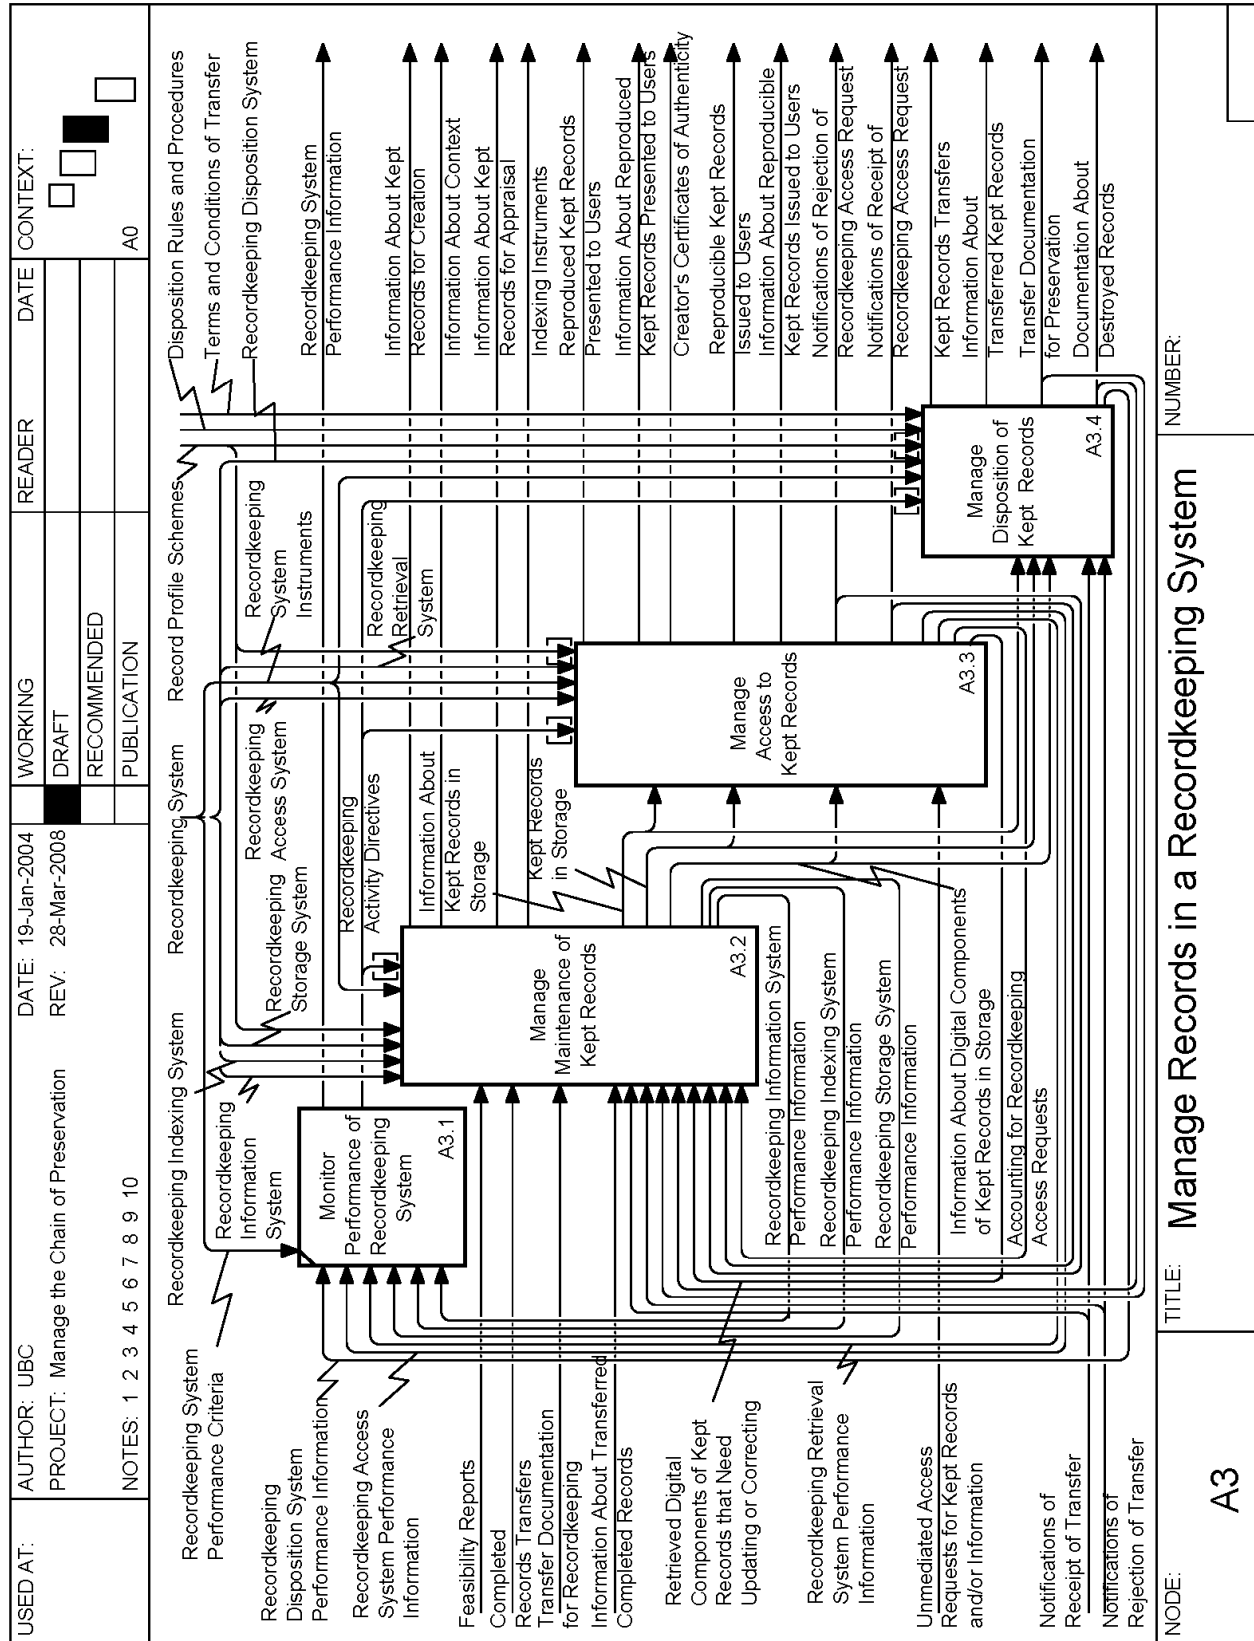 USED AT:
AUTHOR: UBC
PROJECT: Manage the Chain of Preservation
NOTES: 1 2 3 4 5 6 7 8 9 10
DATE: 19-Jan-2004
REV: 28-Mar-2008
WORKING
DRAFT
RECOMMENDED
PUBLICATION
READER
DATE
CONTEXT:
A0
Recordkeeping System
Performance Criteria
Recordkeeping Indexing System
Recordkeeping System
Record Profile Schemes
Disposition Rules and Procedures
Terms and Conditions of Transfer
Recordkeeping Disposition System
Recordkeeping
Information
System
Recordkeeping
Storage System
Recordkeeping
Access System
Recordkeeping
System
Instruments
Recordkeeping
Retrieval
System
Recordkeeping
Activity Directives
Recordkeeping
Disposition System
Performance Information
Recordkeeping Access
System Performance
Information
Feasibility Reports
Completed
Records Transfers
Transfer Documentation
for Recordkeeping
Information About Transferred
Completed Records
Retrieved Digital
Components of Kept
Records that Need
Updating or Correcting
Recordkeeping Retrieval
System Performance
Information
Unmediated Access
Requests for Kept Records
and/or Information
Notifications of
Receipt of Transfer
Notifications of
Rejection of Transfer
Monitor
Performance of
Recordkeeping
System
A3.1
Manage
Maintenance of
Kept Records
A3.2
Manage
Access to
Kept Records
A3.3
Manage
Disposition of
Kept Records
A3.4
Information About
Kept Records in
Storage
Kept Records
in Storage
Recordkeeping Information System
Performance Information
Recordkeeping Indexing System
Performance Information
Recordkeeping Storage System
Performance Information
Information About Digital Components
of Kept Records in Storage
Accounting for Recordkeeping
Access Requests
Recordkeeping System
Performance Information
Information About Kept
Records for Creation
Information About Context
Information About Kept
Records for Appraisal
Indexing Instruments
Reproduced Kept Records
Presented to Users
Information About Reproduced
Kept Records Presented to Users
Creator's Certificates of Authenticity
Reproducible Kept Records
Issued to Users
Information About Reproducible
Kept Records Issued to Users
Notifications of Rejection of
Recordkeeping Access Request
Notifications of Receipt of
Recordkeeping Access Request
Kept Records Transfers
Information About
Transferred Kept Records
Transfer Documentation
for Preservation
Documentation About
Destroyed Records
NODE:
A3
TITLE:
Manage Records in a Recordkeeping System
NUMBER: